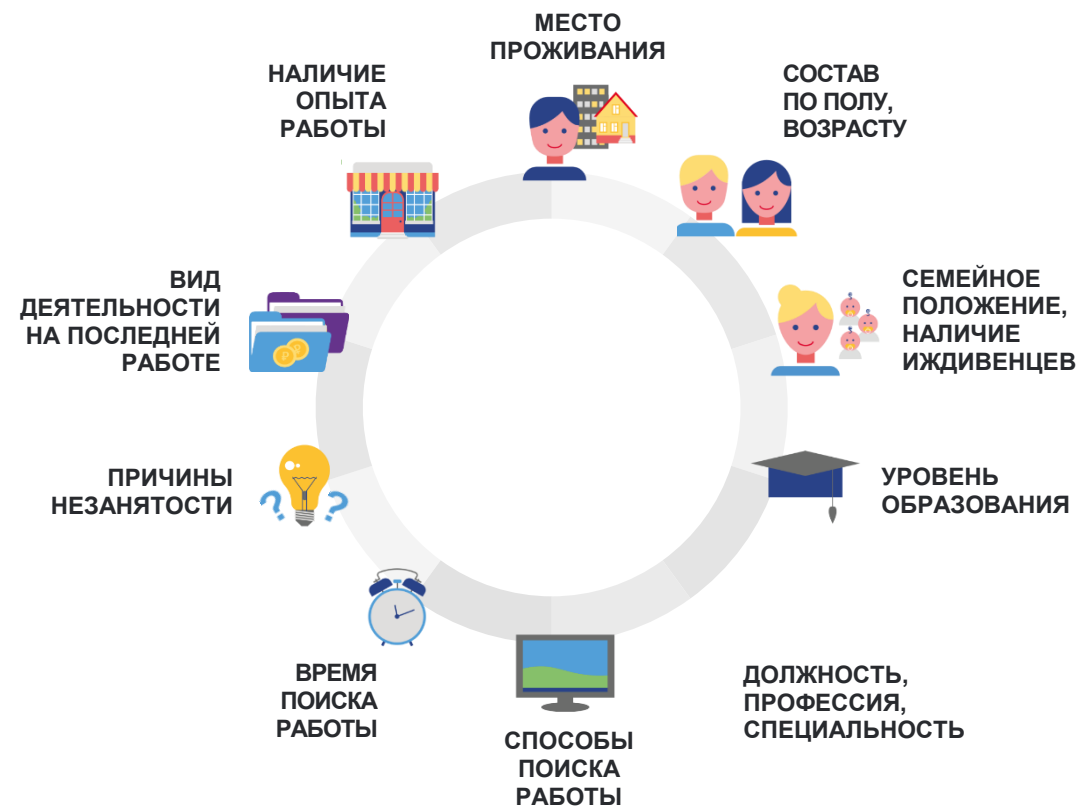 МЕСТО
ПРОЖИВАНИЯ
СОСТАВ
ПО ПОЛУ,
ВОЗРАСТУ
СЕМЕЙНОЕ
ПОЛОЖЕНИЕ,
НАЛИЧИЕ
ИЖДИВЕНЦЕВ
УРОВЕНЬ
ОБРАЗОВАНИЯ
ДОЛЖНОСТЬ,
ПРОФЕССИЯ,
СПЕЦИАЛЬНОСТЬ
СПОСОБЫ
ПОИСКА
РАБОТЫ
ВРЕМЯ
ПОИСКА
РАБОТЫ
ПРИЧИНЫ
НЕЗАНЯТОСТИ
? ?
ВИД
ДЕЯТЕЛЬНОСТИ
НА ПОСЛЕДНЕЙ
РАБОТЕ
НАЛИЧИЕ
ОПЫТА
РАБОТЫ